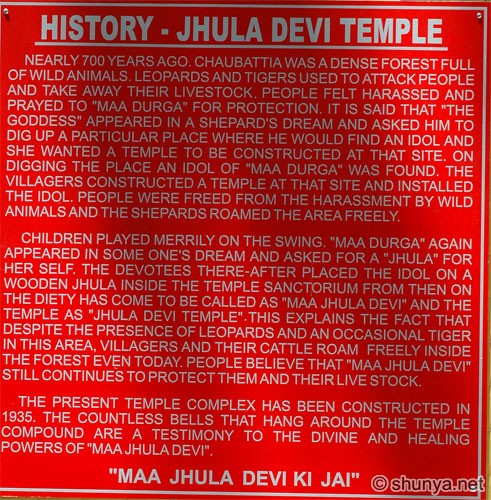 HISTORY - JHULA DEVI TEMPLE
NEARLY 700 YEARS AGO. CHAUBATTIA WAS A DENSE FOREST FULL
OF WILD ANIMALS. LEOPARDS AND TIGERS USED TO ATTACK PEOPLE
AND TAKE AWAY THEIR LIVESTOCK. PEOPLE FELT HARASSED AND
PRAYED TO "MAA DURGA" FOR PROTECTION. IT IS SAID THAT "THE
GODDESS" APPEARED IN A SHEPARD'S DREAM AND ASKED HIM TO
DIG UP A PARTICULAR PLACE WHERE HE WOULD FIND AN IDOL AND
SHE WANTED A TEMPLE TO BE CONSTRUCTED AT THAT SITE. ON
DIGGING THE PLACE AN IDOL OF "MAA DURGA" WAS FOUND. THE
VILLAGERS CONSTRUCTED A TEMPLE AT THAT SITE AND INSTALLED
THE IDOL. PEOPLE WERE FREED FROM THE HARASSMENT BY WILD
ANIMALS AND THE SHEPARDS ROAMED THE AREA FREELY.
CHILDREN PLAYED MERRILY ON THE SWING. "MAA DURGA" AGAIN
APPEARED IN SOME ONE'S DREAM AND ASKED FOR A "JHULA" FOR
HER SELF. THE DEVOTEES THERE-AFTER PLACED THE IDOL ON A
WOODEN JHULA INSIDE THE TEMPLE SANCTORIUM FROM THEN ON
THE DIETY HAS COME TO BE CALLED AS "MAA JHULA DEVI" AND THE
TEMPLE AS "JHULA DEVI TEMPLE". THIS EXPLAINS THE FACT THAT
DESPITE THE PRESENCE OF LEOPARDS AND AN OCCASIONAL TIGER
IN THIS AREA, VILLAGERS AND THEIR CATTLE ROAM FREELY INSIDE
THE FOREST EVEN TODAY. PEOPLE BELIEVE THAT "MAA JHULA DEVI"
STILL CONTINUES TO PROTECT THEM AND THEIR LIVE STOCK.
THE PRESENT TEMPLE COMPLEX HAS BEEN CONSTRUCTED IN
1935. THE COUNTLESS BELLS THAT HANG AROUND THE TEMPLE
COMPOUND ARE A TESTIMONY TO THE DIVINE AND HEALING
POWERS OF "MAA JHULA DEVI".
"MAA JHULA DEVI KI JAI"
© shunya.net